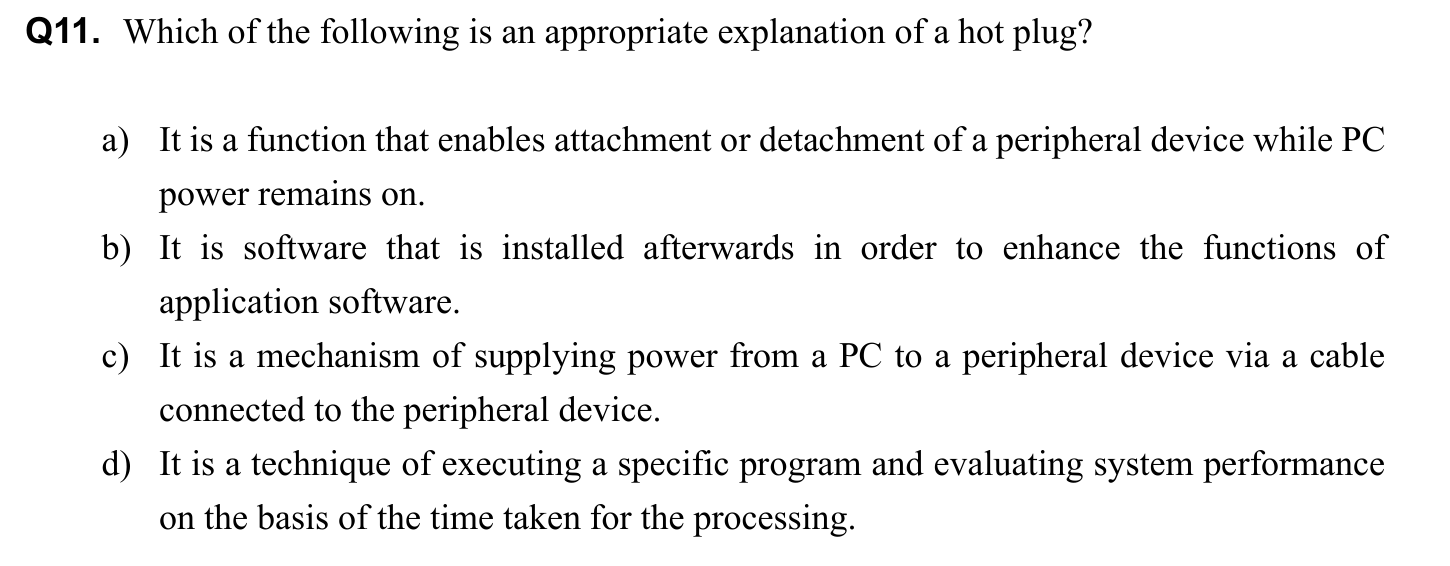 Q11. Which of the following is an appropriate explanation of a hot plug?
a) It is a function that enables attachment or detachment of a peripheral device while PC
power remains on.
b) It is software that is installed afterwards in order to enhance the functions of
application software.
c) It is a mechanism of supplying power from a PC to a peripheral device via a cable
connected to the peripheral device.
d) It is a technique of executing a specific program and evaluating system performance
on the basis of the time taken for the processing.